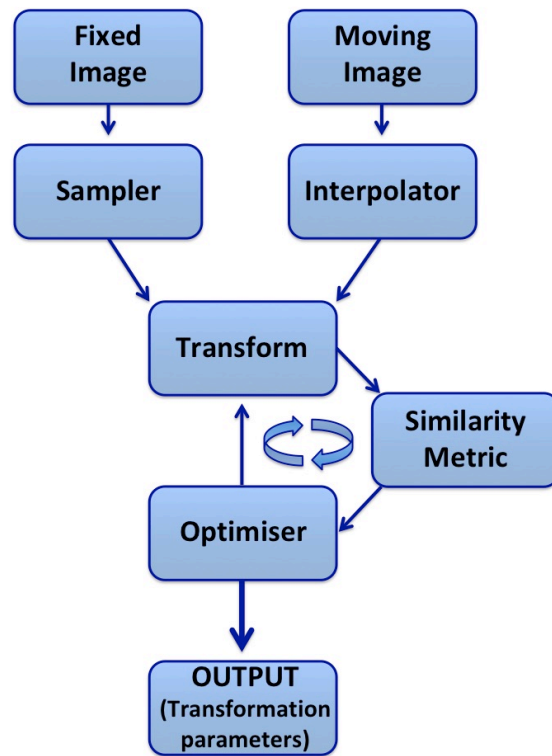 Fixed
Image
Moving
Image
Sampler
Interpolator
Transform
Similarity
Metric
Optimiser
OUTPUT
(Transformation
parameters)